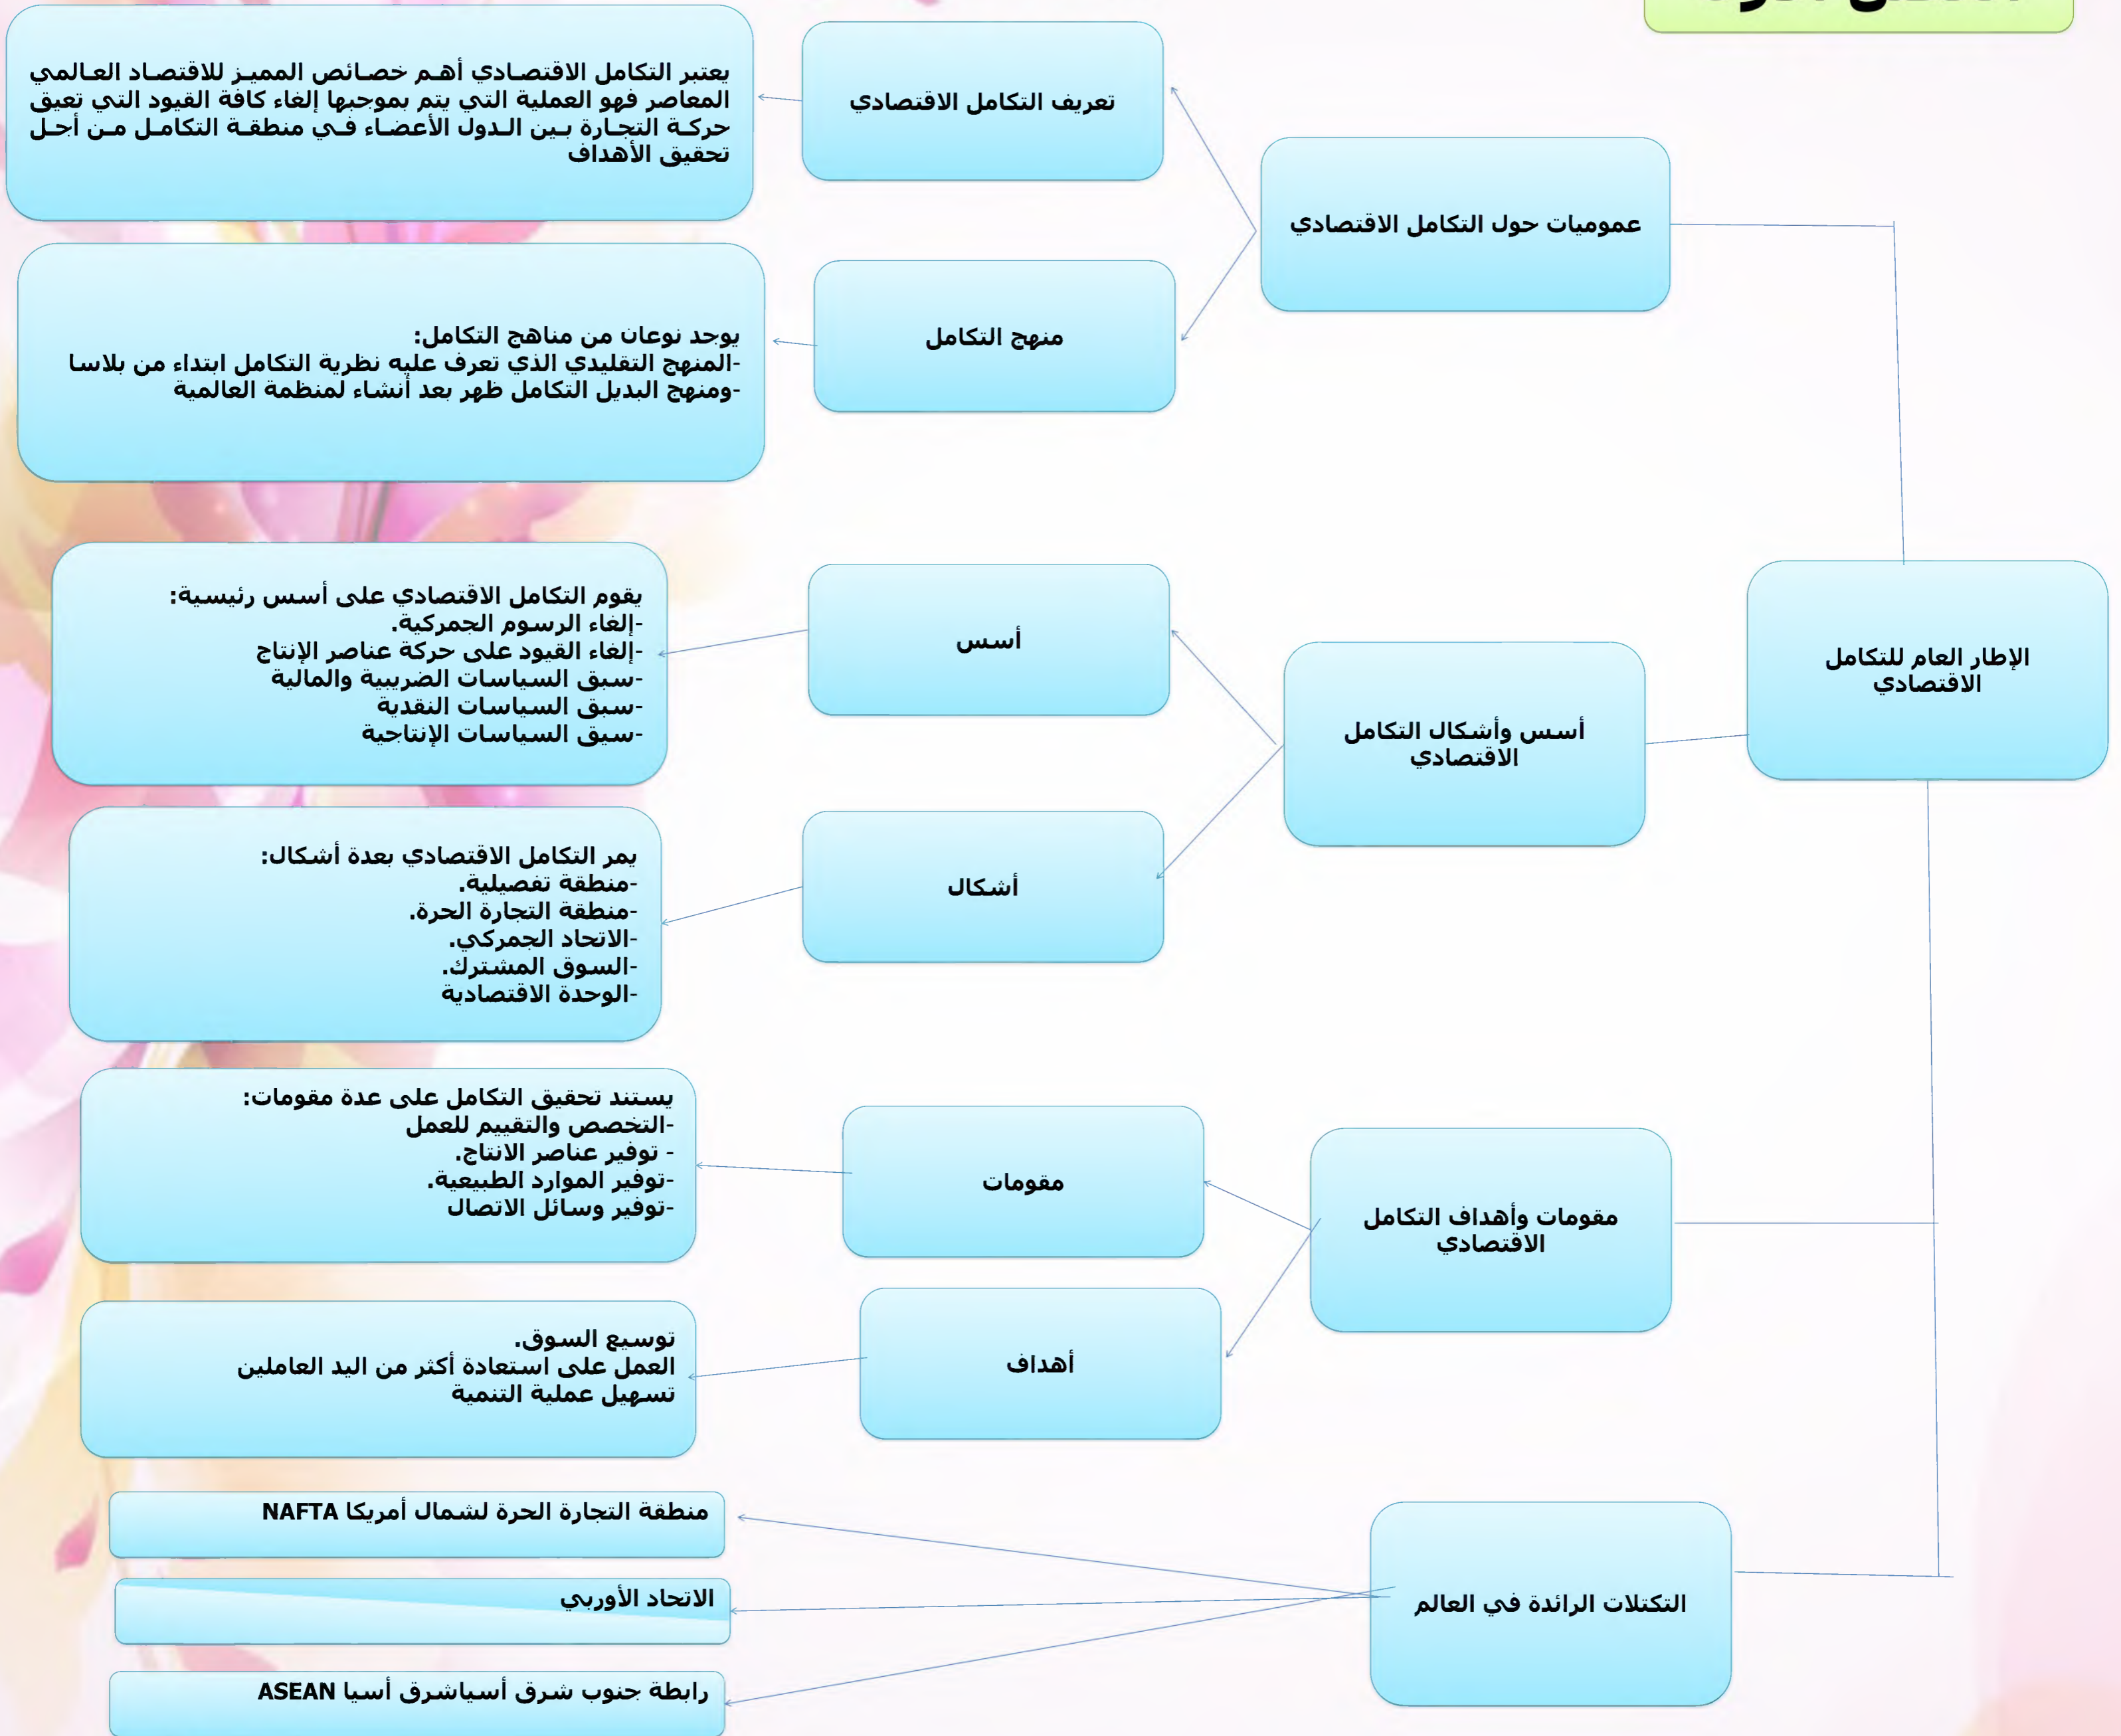 الإطار العام للتكامل
الاقتصادي
عموميات حول التكامل الاقتصادي
تعريف التكامل الاقتصادي
يعتبر التكامل الاقتصادي أهم خصائص المميز للاقتصاد العالمي
المعاصر فهو العملية التي يتم بموجبها إلغاء كافة القيود التي تعيق
حركة التجارة بين الدول الأعضاء في منطقة التكامل من أجل
تحقيق الأهداف
منهج التكامل
يوجد نوعان من مناهج التكامل:
-المنهج التقليدي الذي تعرف عليه نظرية التكامل ابتداء من بلاسا
-ومنهج البديل التكامل ظهر بعد أنشاء لمنظمة العالمية
أسس وأشكال التكامل
الاقتصادي
أسس
يقوم التكامل الاقتصادي على أسس رئيسية:
-إلغاء الرسوم الجمركية.
-إلغاء القيود على حركة عناصر الإنتاج
-سبق السياسات الضريبية والمالية
-سبق السياسات النقدية
-سيق السياسات الإنتاجية
أشكال
يمر التكامل الاقتصادي بعدة أشكال:
-منطقة تفصيلية.
-منطقة التجارة الحرة.
-الاتحاد الجمركي.
-السوق المشترك.
-الوحدة الاقتصادية
مقومات وأهداف التكامل
الاقتصادي
مقومات
يستند تحقيق التكامل على عدة مقومات:
-التخصص والتقييم للعمل
- توفير عناصر الانتاج.
-توفير الموارد الطبيعية.
-توفير وسائل الاتصال
أهداف
توسيع السوق.
العمل على استعادة أكثر من اليد العاملين
تسهيل عملية التنمية
التكتلات الرائدة في العالم
منطقة التجارة الحرة لشمال أمريكا NAFTA
الاتحاد الأوربي
رابطة جنوب شرق أسياشرق أسيا ASEAN